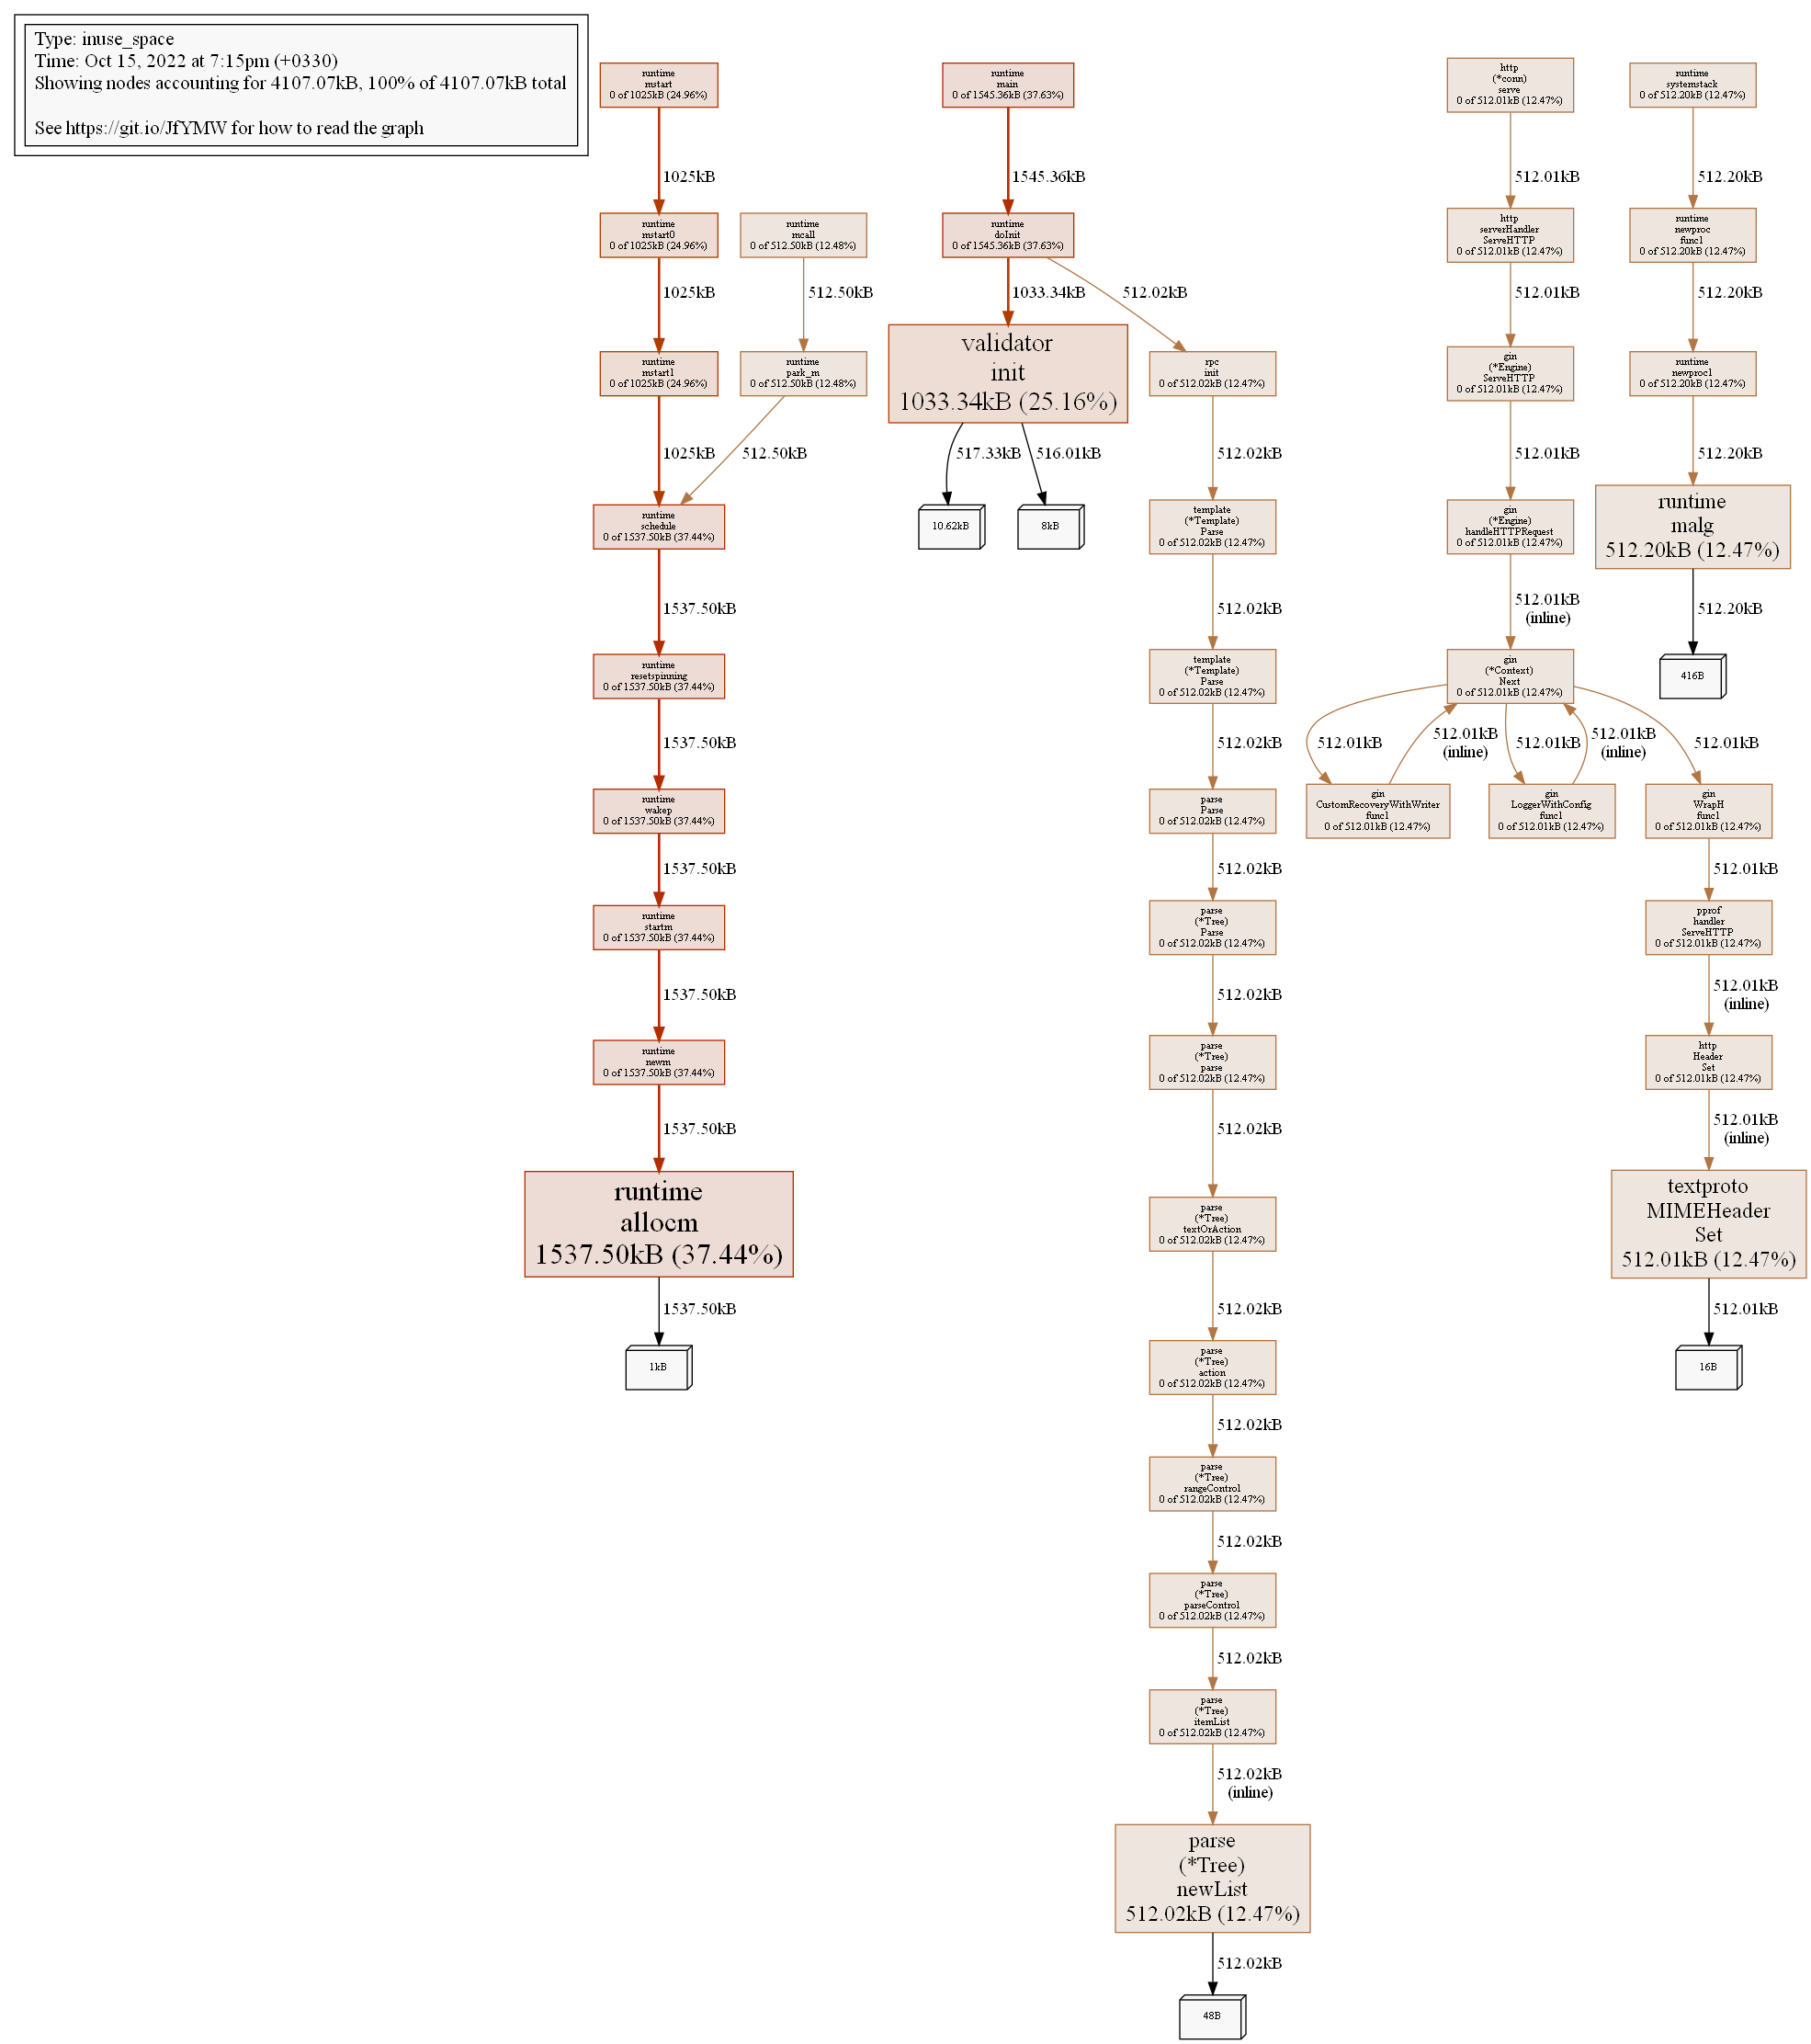 Type: inuse_space
Time: Oct 15, 2022 at 7:15pm (+0330)
Showing nodes accounting for 4107.07kB, 100% of 4107.07kB total
See https://git.io/JfYMW for how to read the graph
runtime
mstart
0 of 1025kB (24.96%)
1025kB
runtime
mstart0
0 of 1025kB (24.96%)
1025kB
runtime
mstart1
0 of 1025kB (24.96%)
1025kB
runtime
mcall
0 of 512.50kB (12.48%)
512.50kB
runtime
park_m
0 of 512.50kB (12.48%)
512.50kB
runtime
schedule
0 of 1537.50kB (37.44%)
1537.50kB
runtime
resetspinning
0 of 1537.50kB (37.44%)
1537.50kB
runtime
wakep
0 of 1537.50kB (37.44%)
1537.50kB
runtime
startm
0 of 1537.50kB (37.44%)
1537.50kB
runtime
newm
0 of 1537.50kB (37.44%)
1537.50kB
runtime
allocm
1537.50kB (37.44%)
1537.50kB
1kB
runtime
main
0 of 1545.36kB (37.63%)
1545.36kB
runtime
doInit
0 of 1545.36kB (37.63%)
1033.34kB
512.02kB
validator
init
1033.34kB (25.16%)
517.33kB
516.01kB
10.62kB
8kB
rpc
init
0 of 512.02kB (12.47%)
512.02kB
template
(*Template)
Parse
0 of 512.02kB (12.47%)
512.02kB
template
(*Template)
Parse
0 of 512.02kB (12.47%)
512.02kB
parse
Parse
0 of 512.02kB (12.47%)
512.02kB
parse
(*Tree)
Parse
0 of 512.02kB (12.47%)
512.02kB
parse
(*Tree)
parse
0 of 512.02kB (12.47%)
512.02kB
parse
(*Tree)
textOrAction
0 of 512.02kB (12.47%)
512.02kB
parse
(*Tree)
action
0 of 512.02kB (12.47%)
512.02kB
parse
(*Tree)
rangeControl
0 of 512.02kB (12.47%)
512.02kB
parse
(*Tree)
parseControl
0 of 512.02kB (12.47%)
512.02kB
parse
(*Tree)
itemList
0 of 512.02kB (12.47%)
512.02kB
(inline)
parse
(*Tree)
newList
512.02kB (12.47%)
512.02kB
48B
http
(*conn)
serve
0 of 512.01kB (12.47%)
512.01kB
http
serverHandler
ServeHTTP
0 of 512.01kB (12.47%)
512.01kB
gin
(*Engine)
ServeHTTP
0 of 512.01kB (12.47%)
512.01kB
gin
(*Engine)
handleHTTPRequest
0 of 512.01kB (12.47%)
512.01kB
(inline)
gin
(*Context)
Next
0 of 512.01kB (12.47%)
512.01kB
512.01kB
(inline)
512.01kB
512.01kB
(inline)
512.01kB
gin
CustomRecoveryWithWriter
func1
0 of 512.01kB (12.47%)
gin
LoggerWithConfig
func1
0 of 512.01kB (12.47%)
gin
WrapH
func1
0 of 512.01kB (12.47%)
512.01kB
pprof
handler
ServeHTTP
0 of 512.01kB (12.47%)
512.01kB
(inline)
http
Header
Set
0 of 512.01kB (12.47%)
512.01kB
(inline)
textproto
MIMEHeader
Set
512.01kB (12.47%)
512.01kB
16B
runtime
systemstack
0 of 512.20kB (12.47%)
512.20kB
runtime
newproc
func1
0 of 512.20kB (12.47%)
512.20kB
runtime
newproc1
0 of 512.20kB (12.47%)
512.20kB
runtime
malg
512.20kB (12.47%)
512.20kB
416B